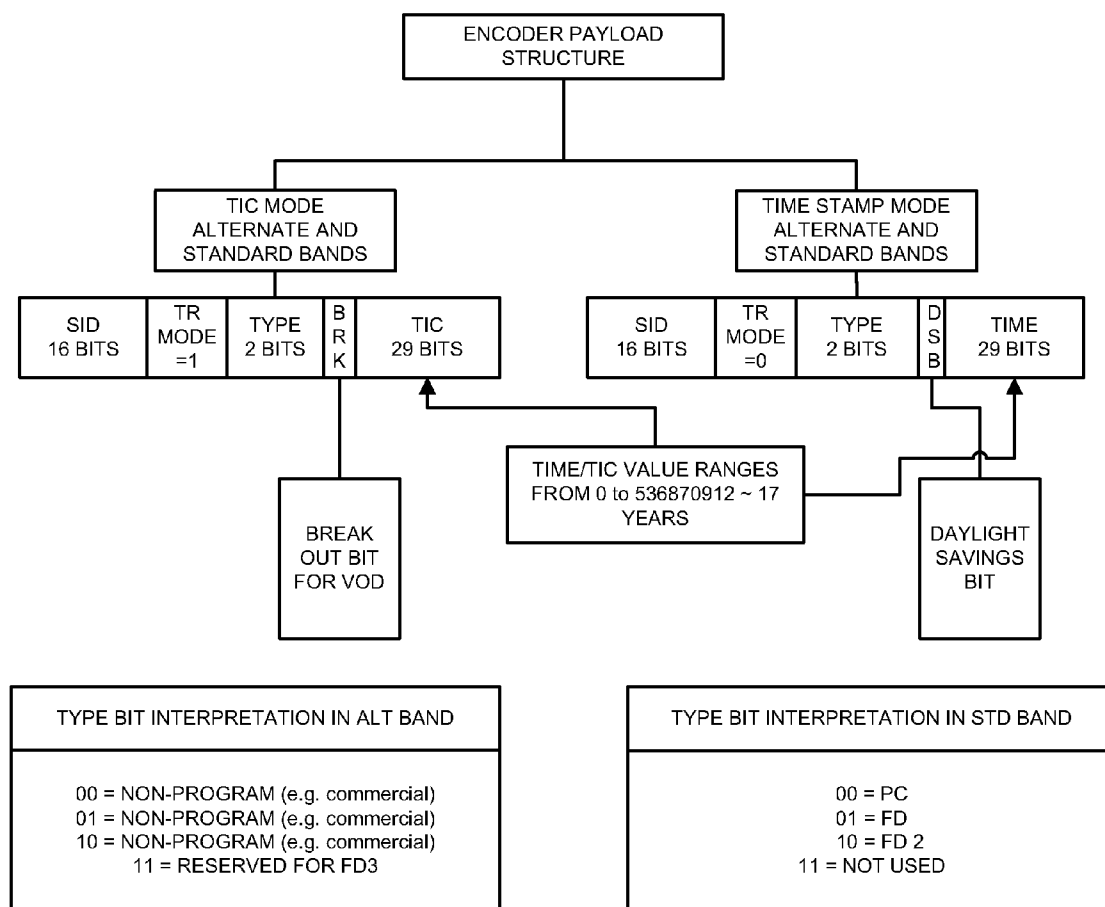 ENCODER PAYLOAD
STRUCTURE
TIC MODE
ALTERNATE AND
STANDARD BANDS
TIME STAMP MODE
ALTERNATE AND
STANDARD BANDS
SID
16 BITS
TR
MODE
=1
TYPE
2 BITS
B
R
K
TIC
29 BITS
SID
16 BITS
TR
MODE
=0
TYPE
2 BITS
D
S
B
TIME
29 BITS
TIME/TIC VALUE RANGES
FROM 0 to 536870912 ~ 17
YEARS
BREAK
OUT BIT
FOR VOD
DAYLIGHT
SAVINGS
BIT
TYPE BIT INTERPRETATION IN ALT BAND
00 = NON-PROGRAM (e.g. commercial)
01 = NON-PROGRAM (e.g. commercial)
10 = NON-PROGRAM (e.g. commercial)
11 = RESERVED FOR FD3
TYPE BIT INTERPRETATION IN STD BAND
00 = PC
01 = FD
10 = FD 2
11 = NOT USED